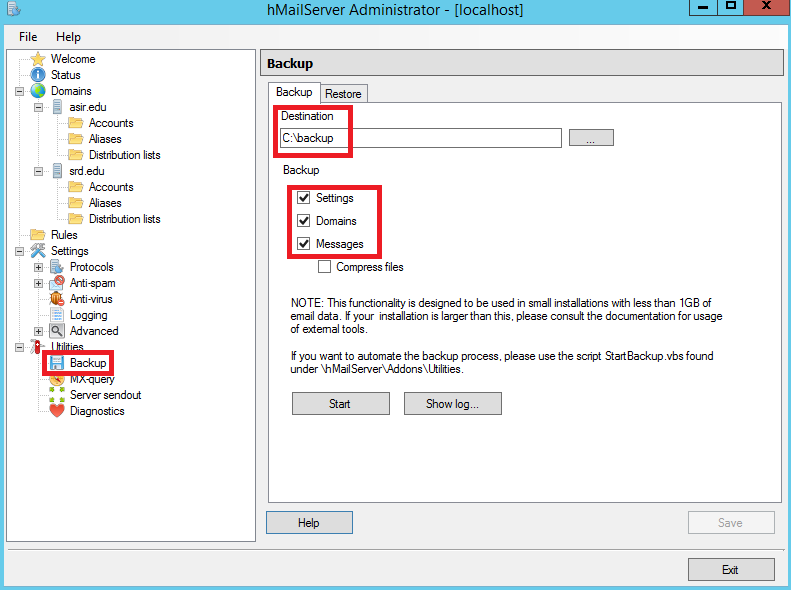 hMailServer Administrator - [localhost]
File Help
Welcome
Status
Domains
asir.edu
Accounts
Aliases
Distribution lists
srd.edu
Accounts
Aliases
Distribution lists
Rules
Settings
Protocols
Anti-spam
Anti-virus
Logging
Advanced
Utilities
Backup
MX-query
Server sendout
Diagnostics
Backup
Backup Restore
Destination
C:\backup
...
Backup
Settings
Domains
Messages
Compress files
NOTE: This functionality is designed to be used in small installations with less than 1GB of
email data. If your installation is larger than this, please consult the documentation for usage
of external tools.
If you want to automate the backup process, please use the script StartBackup.vbs found
under \hMailServer\Addons\Utilities.
Start Show log...
Help Save
Exit